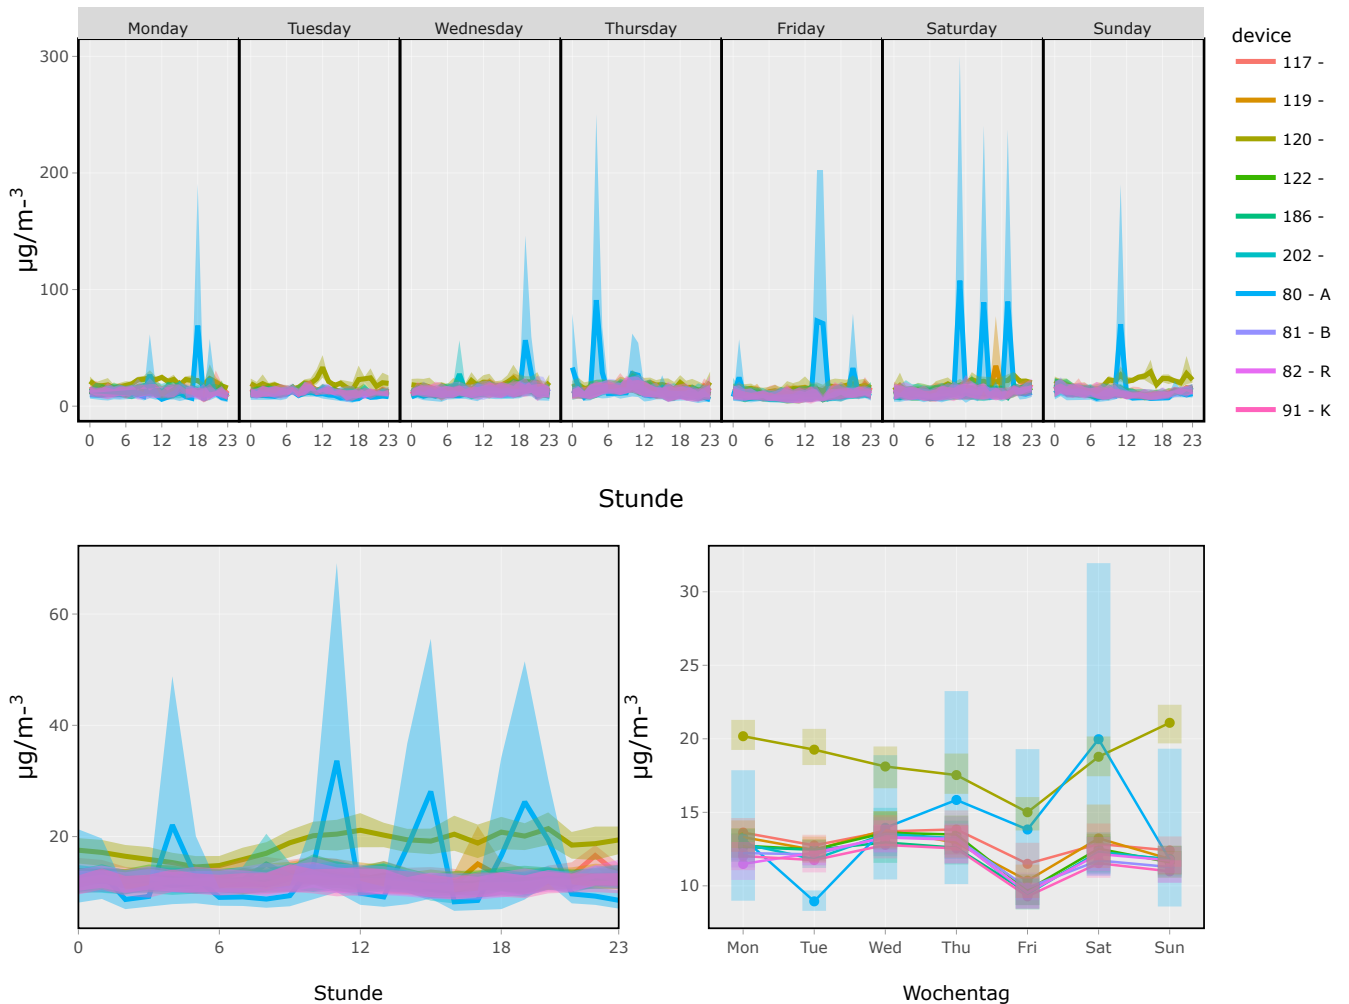 Monday Tuesday Wednesday Thursday Friday Saturday Sunday
device
117 -
119 -
120 -
122 -
186 -
202 -
80 - A
81 - B
82 - R
91 - K
300
200
100
0
µg/m-³
0 6 12 18 23 0 6 12 18 23 0 6 12 18 23 0 6 12 18 23 0 6 12 18 23 0 6 12 18 23 0 6 12 18 23
Stunde
60
40
20
µg/m-³
0 6 12 18 23
Stunde
30
25
20
15
10
µg/m-³
Mon Tue Wed Thu Fri Sat Sun
Wochentag